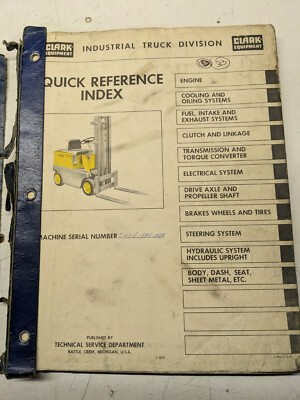 CLARK
EQUIPMENT
INDUSTRIAL TRUCK DIVISION
CLARK
EQUIPMENT
QUICK REFERENCE
INDEX
MACHINE SERIAL NUMBER
ENGINE
COOLING AND
OILING SYSTEMS
FUEL, INTAKE AND
EXHAUST SYSTEMS
CLUTCH AND LINKAGE
TRANSMISSION AND
TORQUE CONVERTER
ELECTRICAL SYSTEM
DRIVE AXLE AND
PROPELLER SHAFT
BRAKES WHEELS AND TIRES
STEERING SYSTEM
HYDRAULIC SYSTEM
INCLUDES UPRIGHT
BODY, DASH, SEAT,
SHEET METAL, ETC.
PUBLISHED BY
TECHNICAL SERVICE DEPARTMENT
BATTLE, CREEK, MICHIGAN, U.S.A.